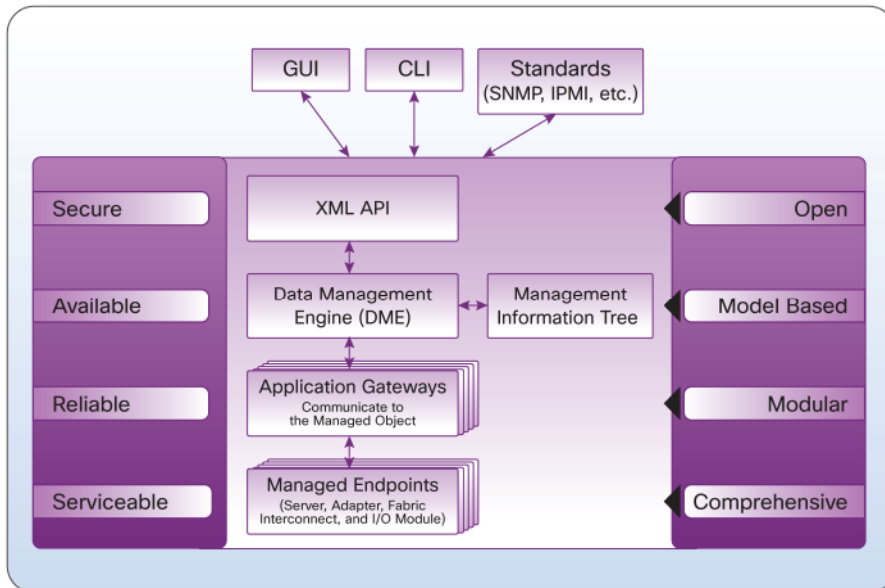 GUI
CLI
Standards
(SNMP, IPMI, etc.)
Secure
XML API
Open
Available
Data Management
Engine (DME)
Management
Information Tree
Model Based
Reliable
Application Gateways
Communicate to
the Managed Object
Modular
Serviceable
Managed Endpoints
(Server, Adapter, Fabric
Interconnect, and I/O Module)
Comprehensive